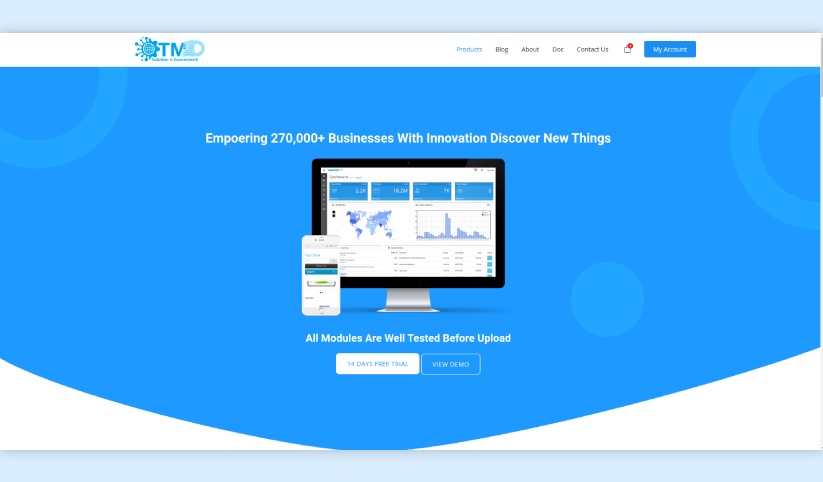 TMD
Solution is Guaranteed
Products Blog About Doc Contact Us My Account
Empoering 270,000+ Businesses With Innovation Discover New Things
Dashboard
2.2K 18.2M 7K
All Modules Are Well Tested Before Upload
14 DAYS FREE TRIAL VIEW DEMO